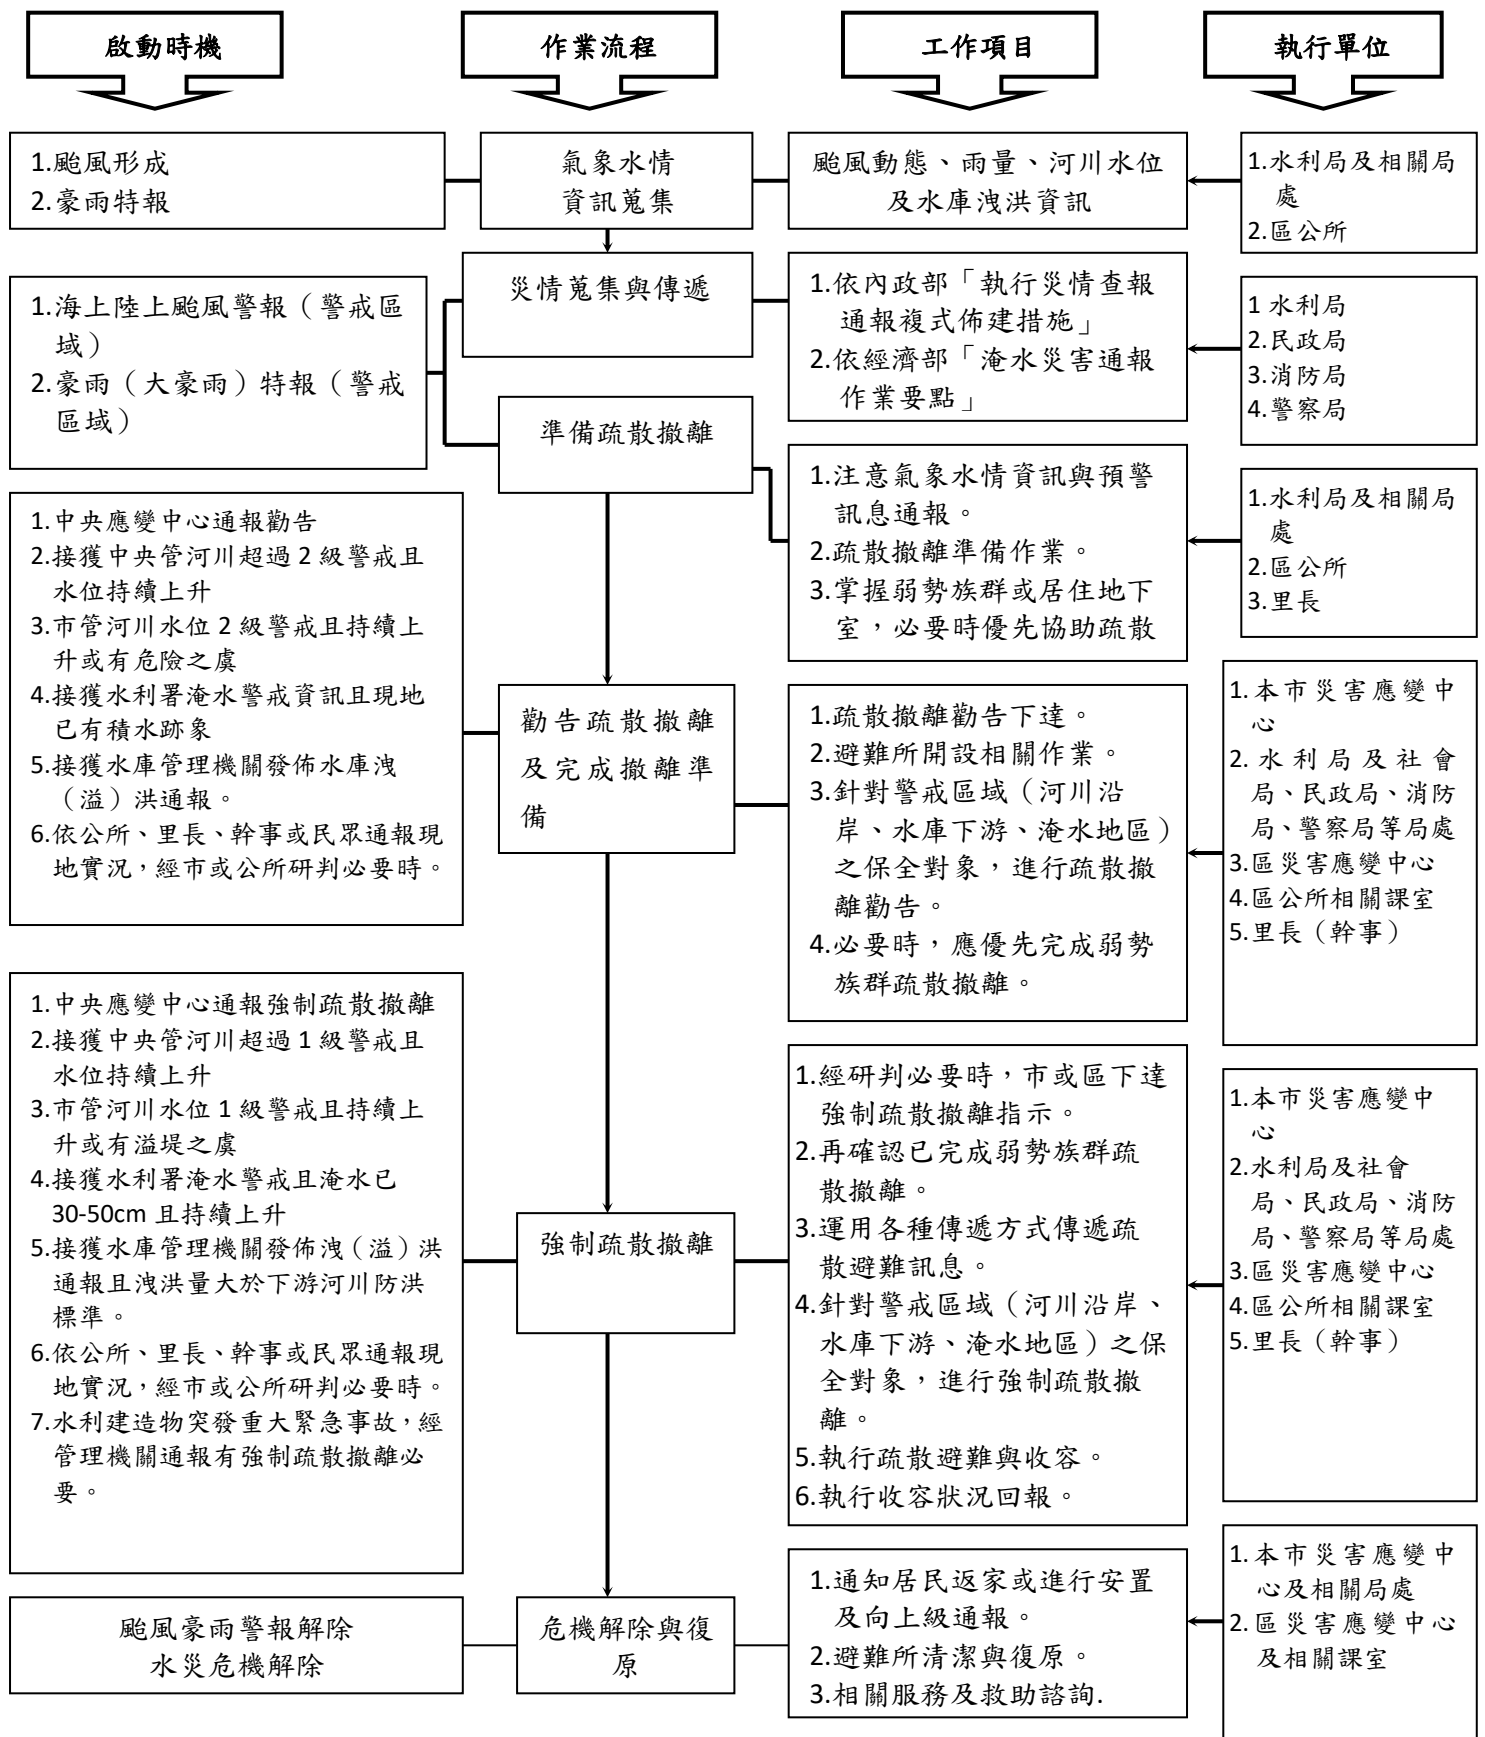 啟動時機
作業流程
工作項目
執行單位
1.颱風形成
2.豪雨特報
氣象水情
資訊蒐集
颱風動態、雨量、河川水位
及水庫洩洪資訊
1.水利局及相關局
處
2.區公所
1.海上陸上颱風警報（警戒區
域）
2.豪雨（大豪雨）特報（警戒
區域）
災情蒐集與傳遞
1.依內政部「執行災情查報
通報複式佈建措施」
2.依經濟部「淹水災害通報
作業要點」
1 水利局
2.民政局
3.消防局
4.警察局
準備疏散撤離
1.注意氣象水情資訊與預警
訊息通報。
2.疏散撤離準備作業。
3.掌握弱勢族群或居住地下
室，必要時優先協助疏散
1.水利局及相關局
處
2.區公所
3.里長
1.中央應變中心通報勸告
2.接獲中央管河川超過 2 級警戒且
水位持續上升
3.市管河川水位 2 級警戒且持續上
升或有危險之虞
4.接獲水利署淹水警戒資訊且現地
已有積水跡象
5.接獲水庫管理機關發佈水庫洩
（溢）洪通報。
6.依公所、里長、幹事或民眾通報現
地實況，經市或公所研判必要時。
勸告疏散撤離
及完成撤離準
備
1.疏散撤離勸告下達。
2.避難所開設相關作業。
3.針對警戒區域（河川沿
岸、水庫下游、淹水地區）
之保全對象，進行疏散撤
離勸告。
4.必要時，應優先完成弱勢
族群疏散撤離。
1.本市災害應變中
心
2.水利局及社會
局、民政局、消防
局、警察局等局處
3.區災害應變中心
4.區公所相關課室
5.里長（幹事）
1.中央應變中心通報強制疏散撤離
2.接獲中央管河川超過 1 級警戒且
水位持續上升
3.市管河川水位 1 級警戒且持續上
升或有溢堤之虞
4.接獲水利署淹水警戒且淹水已
30-50cm 且持續上升
5.接獲水庫管理機關發佈洩（溢）洪
通報且洩洪量大於下游河川防洪
標準。
6.依公所、里長、幹事或民眾通報現
地實況，經市或公所研判必要時。
7.水利建造物突發重大緊急事故，經
管理機關通報有強制疏散撤離必
要。
強制疏散撤離
1.經研判必要時，市或區下達
強制疏散撤離指示。
2.再確認已完成弱勢族群疏
散撤離。
3.運用各種傳遞方式傳遞疏
散避難訊息。
4.針對警戒區域（河川沿岸、
水庫下游、淹水地區）之保
全對象，進行強制疏散撤
離。
5.執行疏散避難與收容。
6.執行收容狀況回報。
1.本市災害應變中
心
2.水利局及社會
局、民政局、消防
局、警察局等局處
3.區災害應變中心
4.區公所相關課室
5.里長（幹事）
颱風豪雨警報解除
水災危機解除
危機解除與復
原
1.通知居民返家或進行安置
及向上級通報。
2.避難所清潔與復原。
3.相關服務及救助諮詢.
1.本市災害應變中
心及相關局處
2.區災害應變中心
及相關課室